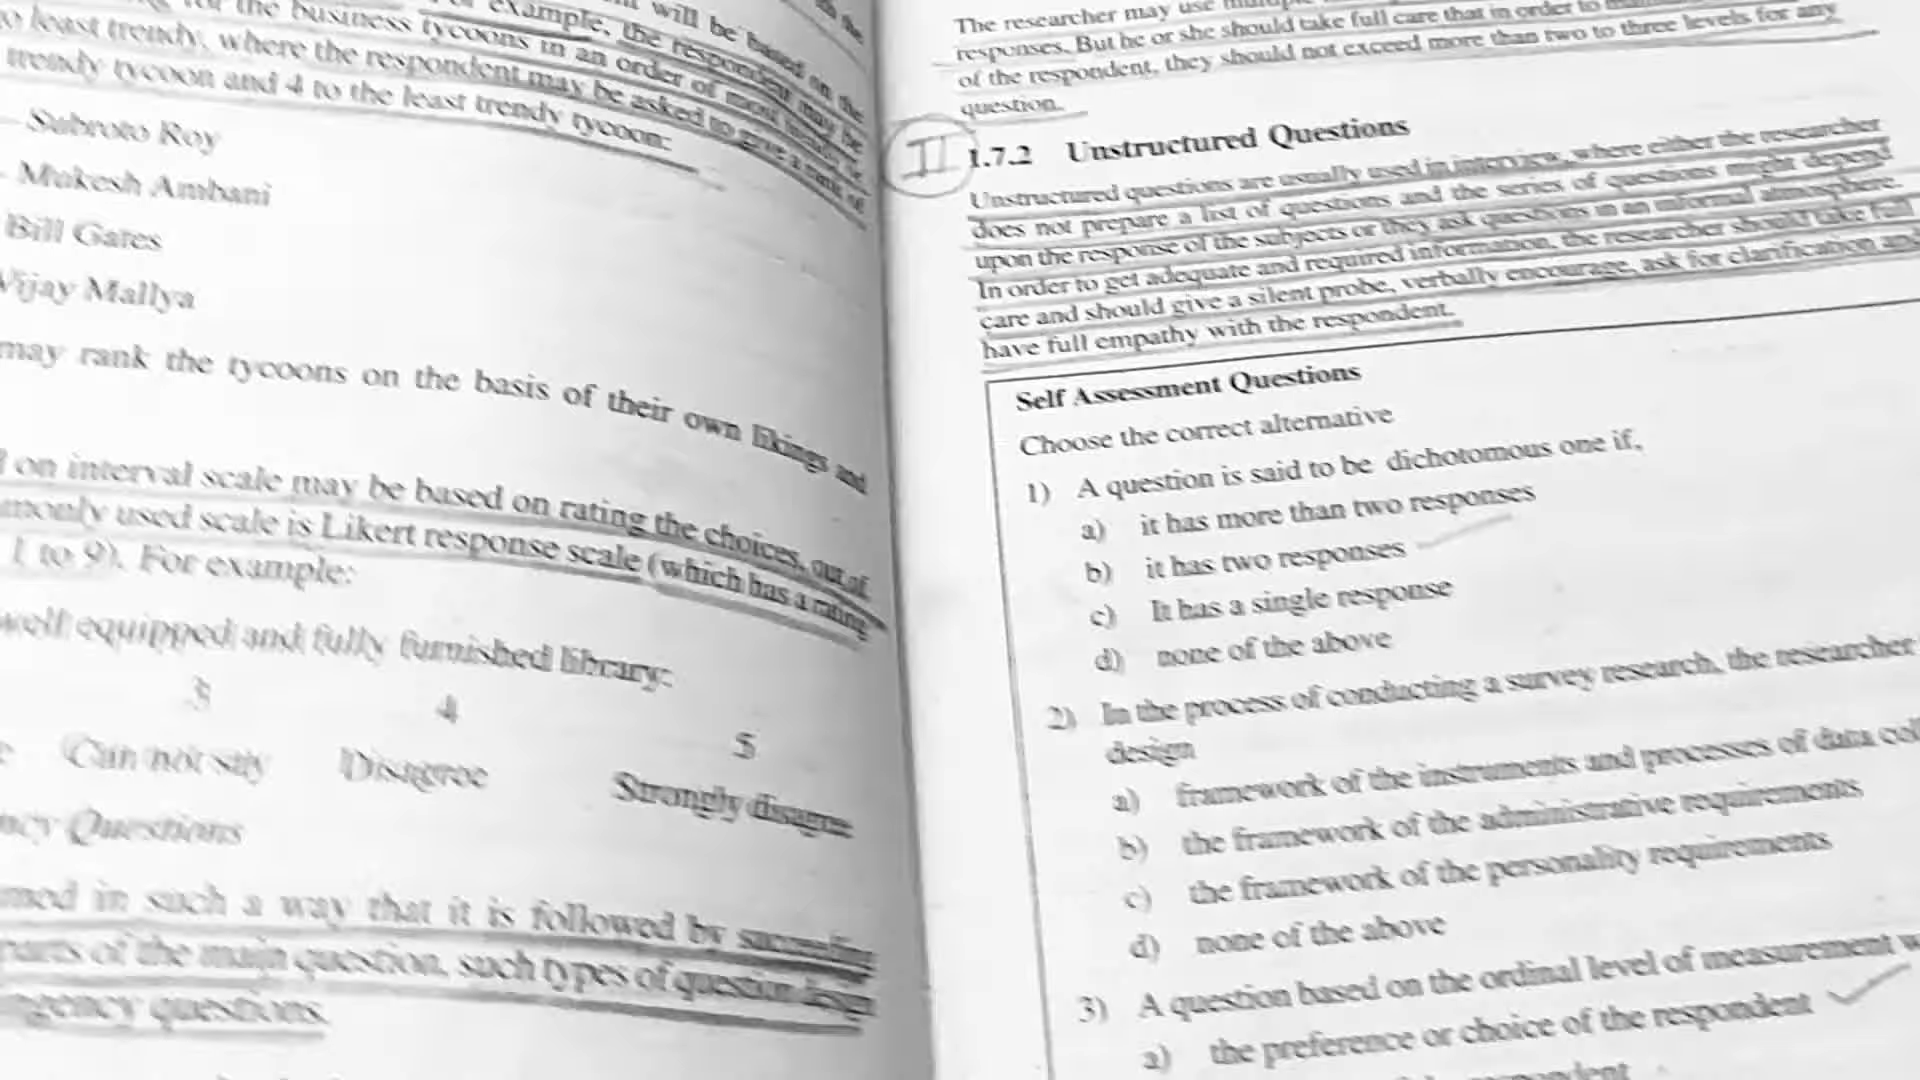 for the business tycoons in an order of most trendy
to least trendy, where the respondent may be asked to give a rank of
trendy tycoon and 4 to the least trendy tycoon:
Subroto Roy
Mukesh Ambani
Bill Gates
Vijay Mallya
may rank the tycoons on the basis of their own likings and
on interval scale may be based on rating the choices, out of
monly used scale is Likert response scale (which has a rating
1 to 9). For example:
well equipped and fully furnished library:
3 4 5
Can not say Disagree Strongly disagree
ncy Questions
med in such a way that it is followed by succeeding
parts of the main question, such types of question design
ngency questions.
The researcher may use
responses. But he or she should take full care that in order to
of the respondent, they should not exceed more than two to three levels for any
question.
II
1.7.2 Unstructured Questions
Unstructured questions are usually used in interview, where either the researcher
does not prepare a list of questions and the series of questions might depend
upon the response of the subjects or they ask questions in an informal atmosphere.
In order to get adequate and required information, the researcher should take full
care and should give a silent probe, verbally encourage, ask for clarification and
have full empathy with the respondent.
Self Assessment Questions
Choose the correct alternative
1) A question is said to be dichotomous one if,
a) it has more than two responses
b) it has two responses
c) It has a single response
d) none of the above
2) In the process of conducting a survey research, the researcher
design
a) framework of the instruments and processes of data col
b) the framework of the administrative requirements
c) the framework of the personality requirements
d) none of the above
3) A question based on the ordinal level of measurement w
a) the preference or choice of the respondent